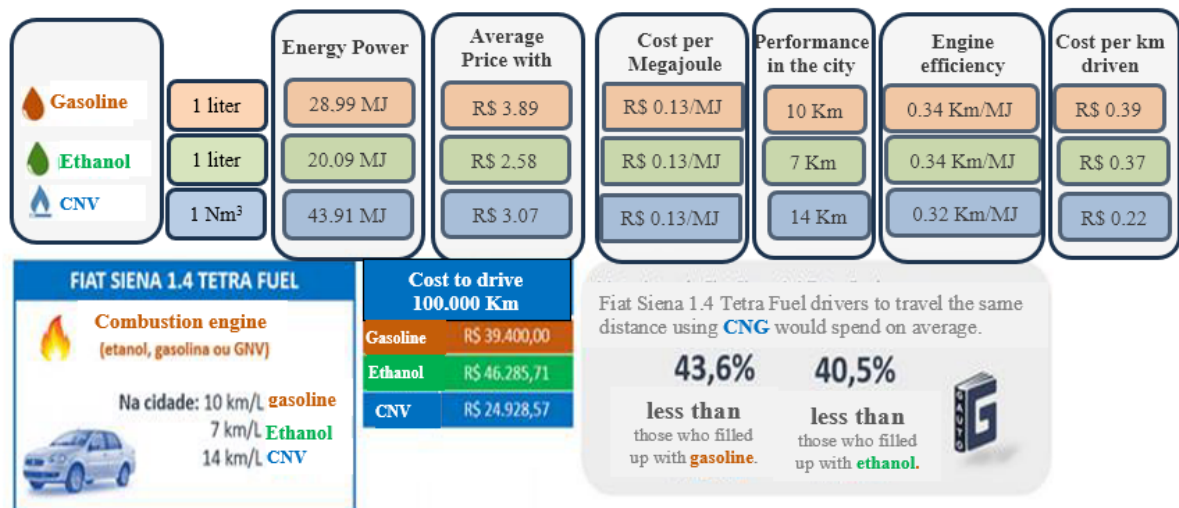 Energy Power
Average
Price with
Cost per
Megajoule
Performance
in the city
Engine
efficiency
Cost per km
driven
Gasoline
1 liter
28.99 MJ
R$ 3.89
R$ 0.13/MJ
10 Km
0.34 Km/MJ
R$ 0.39
Ethanol
1 liter
20.09 MJ
R$ 2.58
R$ 0.13/MJ
7 Km
0.34 Km/MJ
R$ 0.37
CNV
1 Nm³
43.91 MJ
R$ 3.07
R$ 0.13/MJ
14 Km
0.32 Km/MJ
R$ 0.22
FIAT SIENA 1.4 TETRA FUEL
Combustion engine
(etanol, gasolina ou GNV)
Na cidade: 10 km/L gasoline
7 km/L Ethanol
14 km/L CNV
Cost to drive
100.000 Km
Gasoline R$ 39.400,00
Ethanol R$ 46.285,71
CNV R$ 24.928,57
Fiat Siena 1.4 Tetra Fuel drivers to travel the same
distance using CNG would spend on average.
43,6%
less than
those who filled
up with gasoline.
40,5%
less than
those who filled
up with ethanol.
GAUTO
G